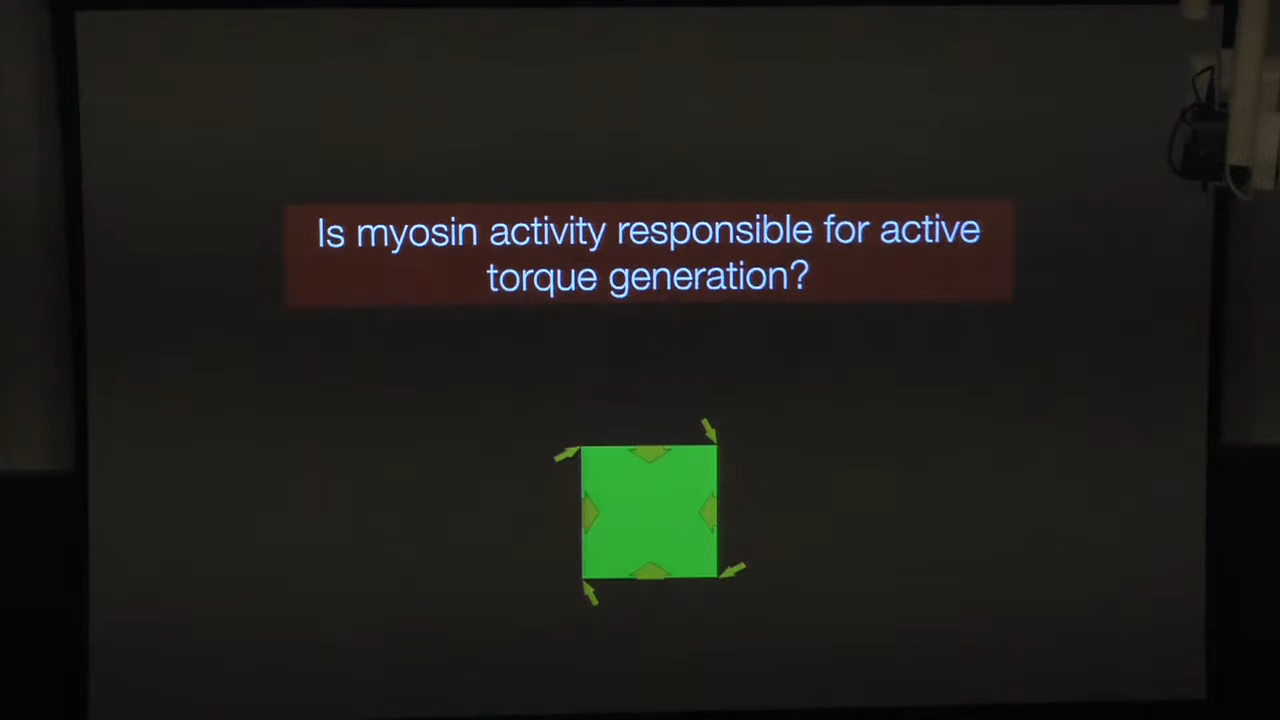 Is myosin activity responsible for active
torque generation?